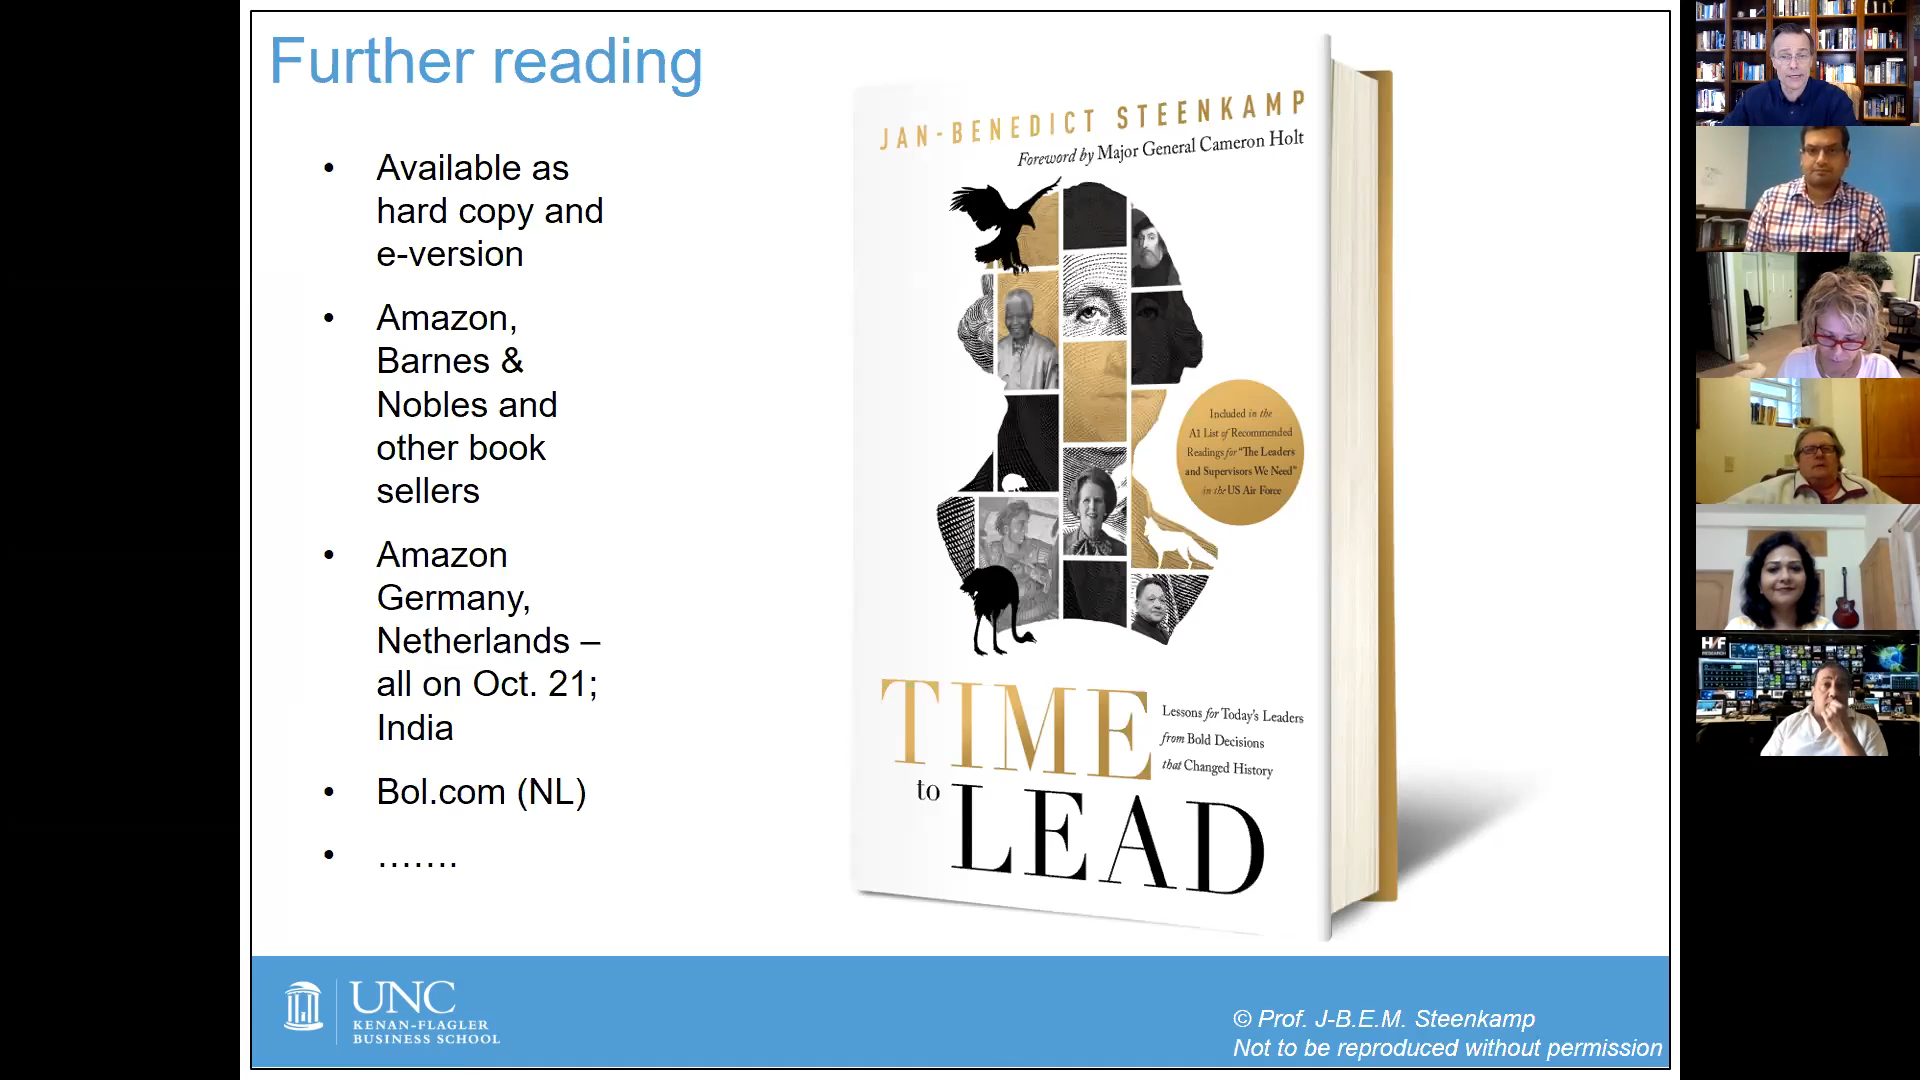 Further reading
• Available as
hard copy and
e-version
• Amazon,
Barnes &
Nobles and
other book
sellers
• Amazon
Germany,
Netherlands –
all on Oct. 21;
India
• Bol.com (NL)
• .......
JAN-BENEDICT STEENKAMP
Foreword by Major General Cameron Holt
Included in the
A1 List of Recommended
Readings for "The Leaders
and Supervisors We Need"
in the US Air Force
TIME
to LEAD
Lessons for Today's Leaders
from Bold Decisions
that Changed History
UNC
KENAN-FLAGLER
BUSINESS SCHOOL
© Prof. J-B.E.M. Steenkamp
Not to be reproduced without permission
RESEARCH